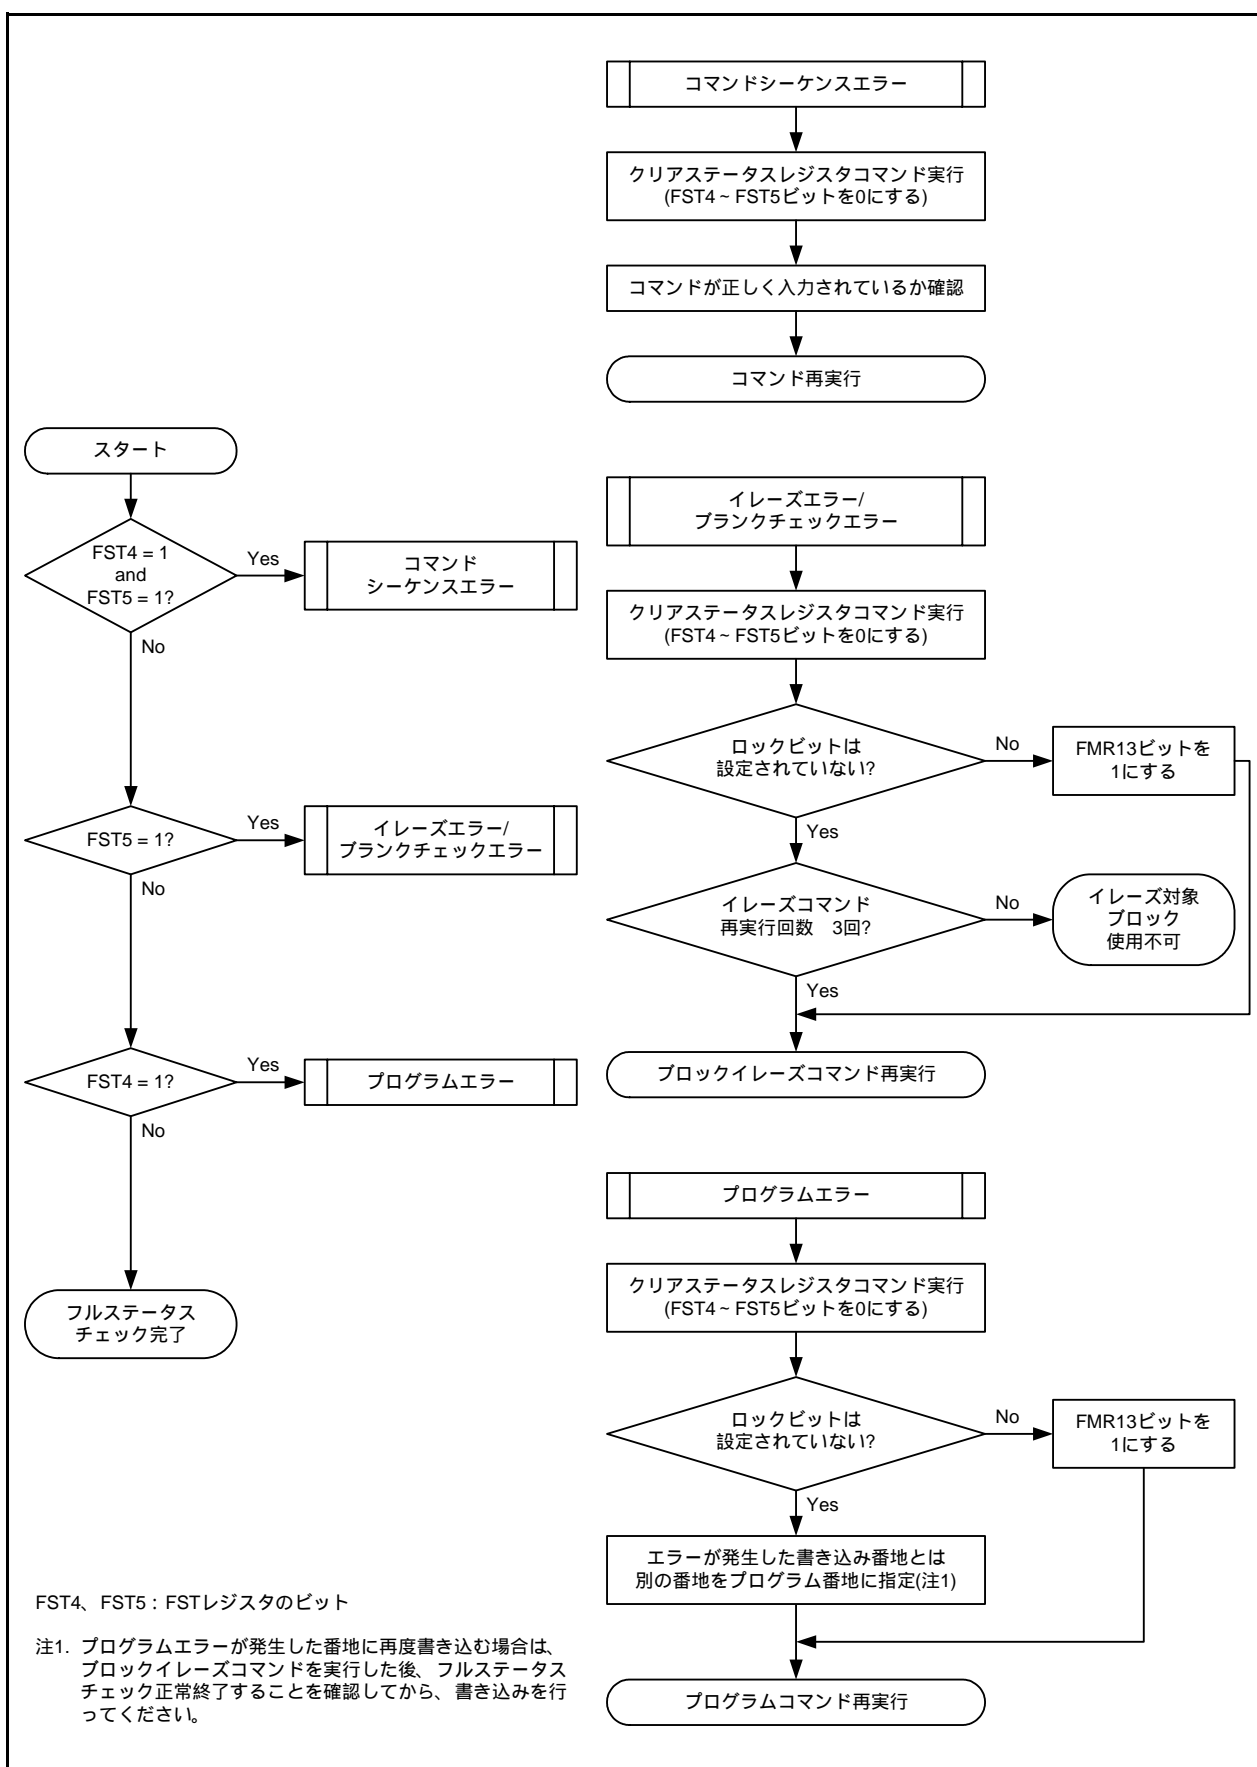 コマンドシーケンスエラー
クリアステータスレジスタコマンド実行
(FST4 ~ FST5ビットを0にする)
コマンドが正しく入力されているか確認
コマンド再実行
スタート
FST4 = 1
and
FST5 = 1?
Yes
コマンド
シーケンスエラー
No
FST5 = 1?
Yes
イレーズエラー/
ブランクチェックエラー
No
FST4 = 1?
Yes
プログラムエラー
No
フルステータス
チェック完了
イレーズエラー/
ブランクチェックエラー
クリアステータスレジスタコマンド実行
(FST4 ~ FST5ビットを0にする)
ロックビットは
設定されていない?
No
FMR13ビットを
1にする
Yes
イレーズコマンド
再実行回数　3回?
No
イレーズ対象
ブロック
使用不可
Yes
ブロックイレーズコマンド再実行
プログラムエラー
クリアステータスレジスタコマンド実行
(FST4 ~ FST5ビットを0にする)
ロックビットは
設定されていない?
No
FMR13ビットを
1にする
Yes
エラーが発生した書き込み番地とは
別の番地をプログラム番地に指定(注1)
プログラムコマンド再実行
FST4、FST5 : FSTレジスタのビット
注1. プログラムエラーが発生した番地に再度書き込む場合は、
ブロックイレーズコマンドを実行した後、フルステータス
チェック正常終了することを確認してから、書き込みを行
ってください。